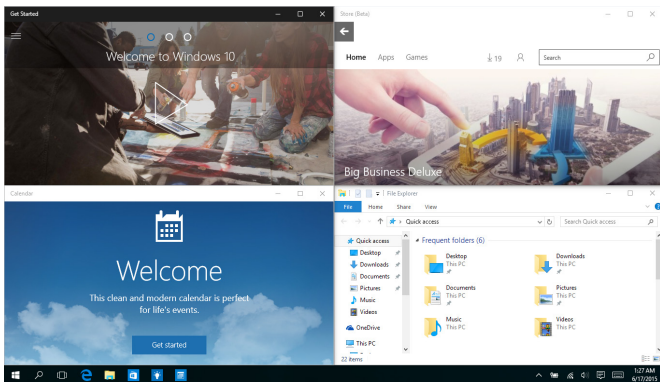 Get Started
Welcome to Windows 10
Store (Beta)
Home Apps Games 19 Search
Big Business Deluxe
Calendar
Welcome
This clean and modern calendar is perfect
for life's events.
Get started
File Explorer
File Home Share View
Quick access Search Quick access
Quick access
Desktop
Downloads
Documents
Pictures
Music
Videos
OneDrive
This PC
Frequent folders (6)
Desktop
This PC
Downloads
This PC
Documents
This PC
Pictures
This PC
Music
This PC
Videos
This PC
22 items
1:27 AM
6/17/2015